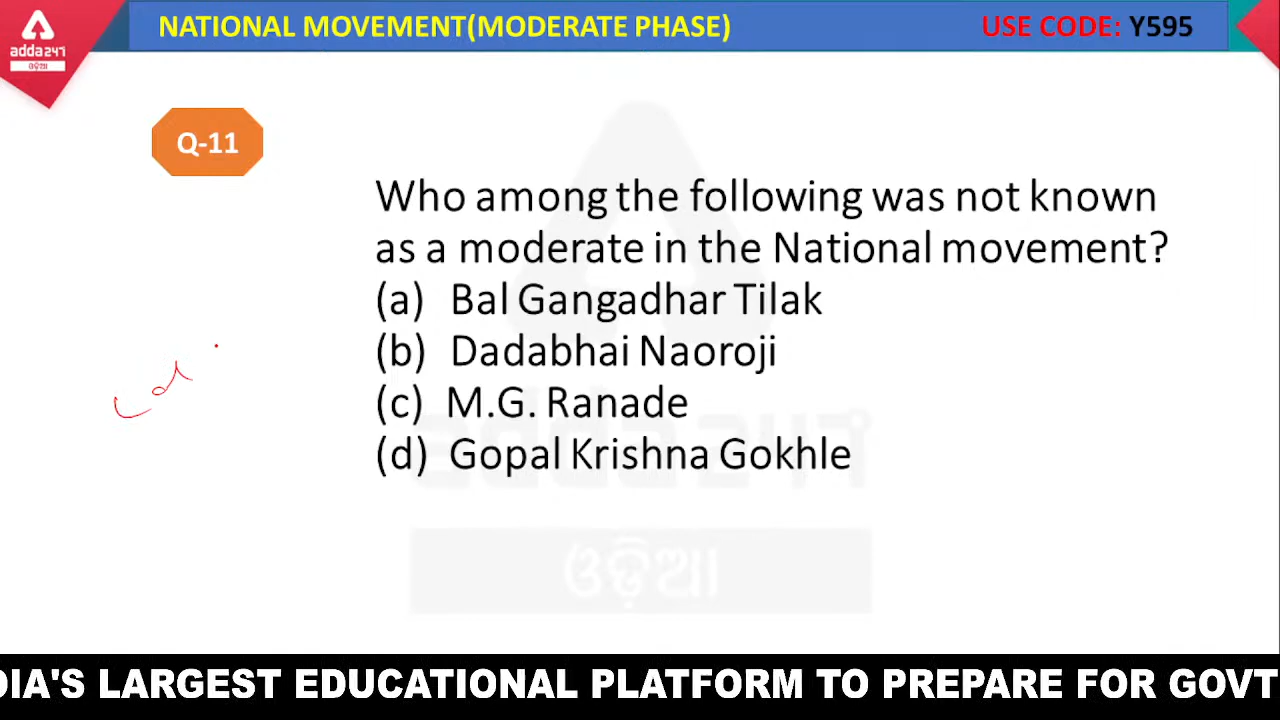 NATIONAL MOVEMENT(MODERATE PHASE)
USE CODE: Y595
adda247
ଓଡ଼ିଆ
Q-11
Who among the following was not known
as a moderate in the National movement?
(a) Bal Gangadhar Tilak
(b) Dadabhai Naoroji
(c) M.G. Ranade
(d) Gopal Krishna Gokhle
adda247
ଓଡ଼ିଆ
DIA'S LARGEST EDUCATIONAL PLATFORM TO PREPARE FOR GOVT